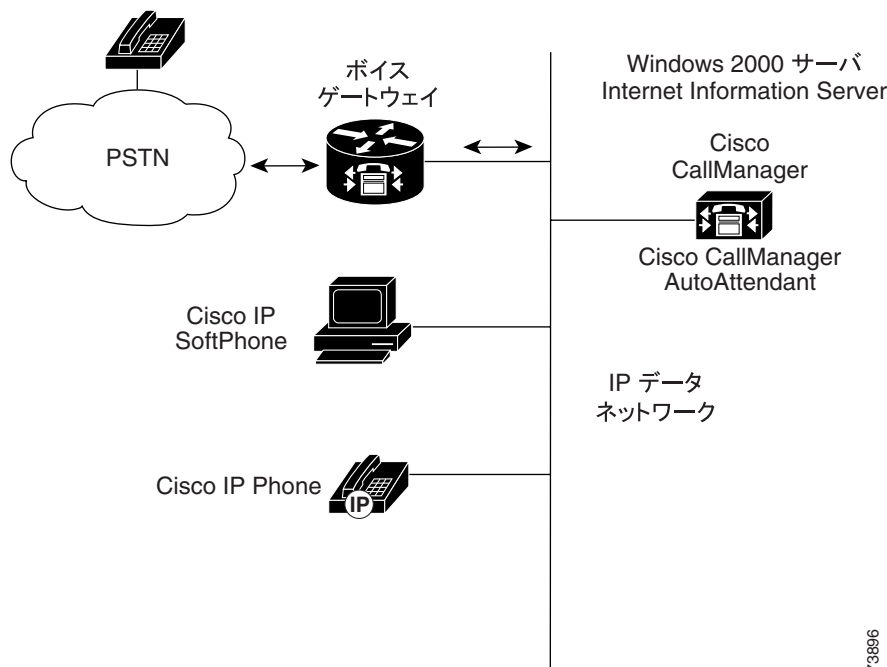 ボイス
ゲートウェイ
PSTN
Windows 2000 サーバ
Internet Information Server
Cisco
CallManager
Cisco CallManager
AutoAttendant
Cisco IP
SoftPhone
IP データ
ネットワーク
Cisco IP Phone
IP
73896